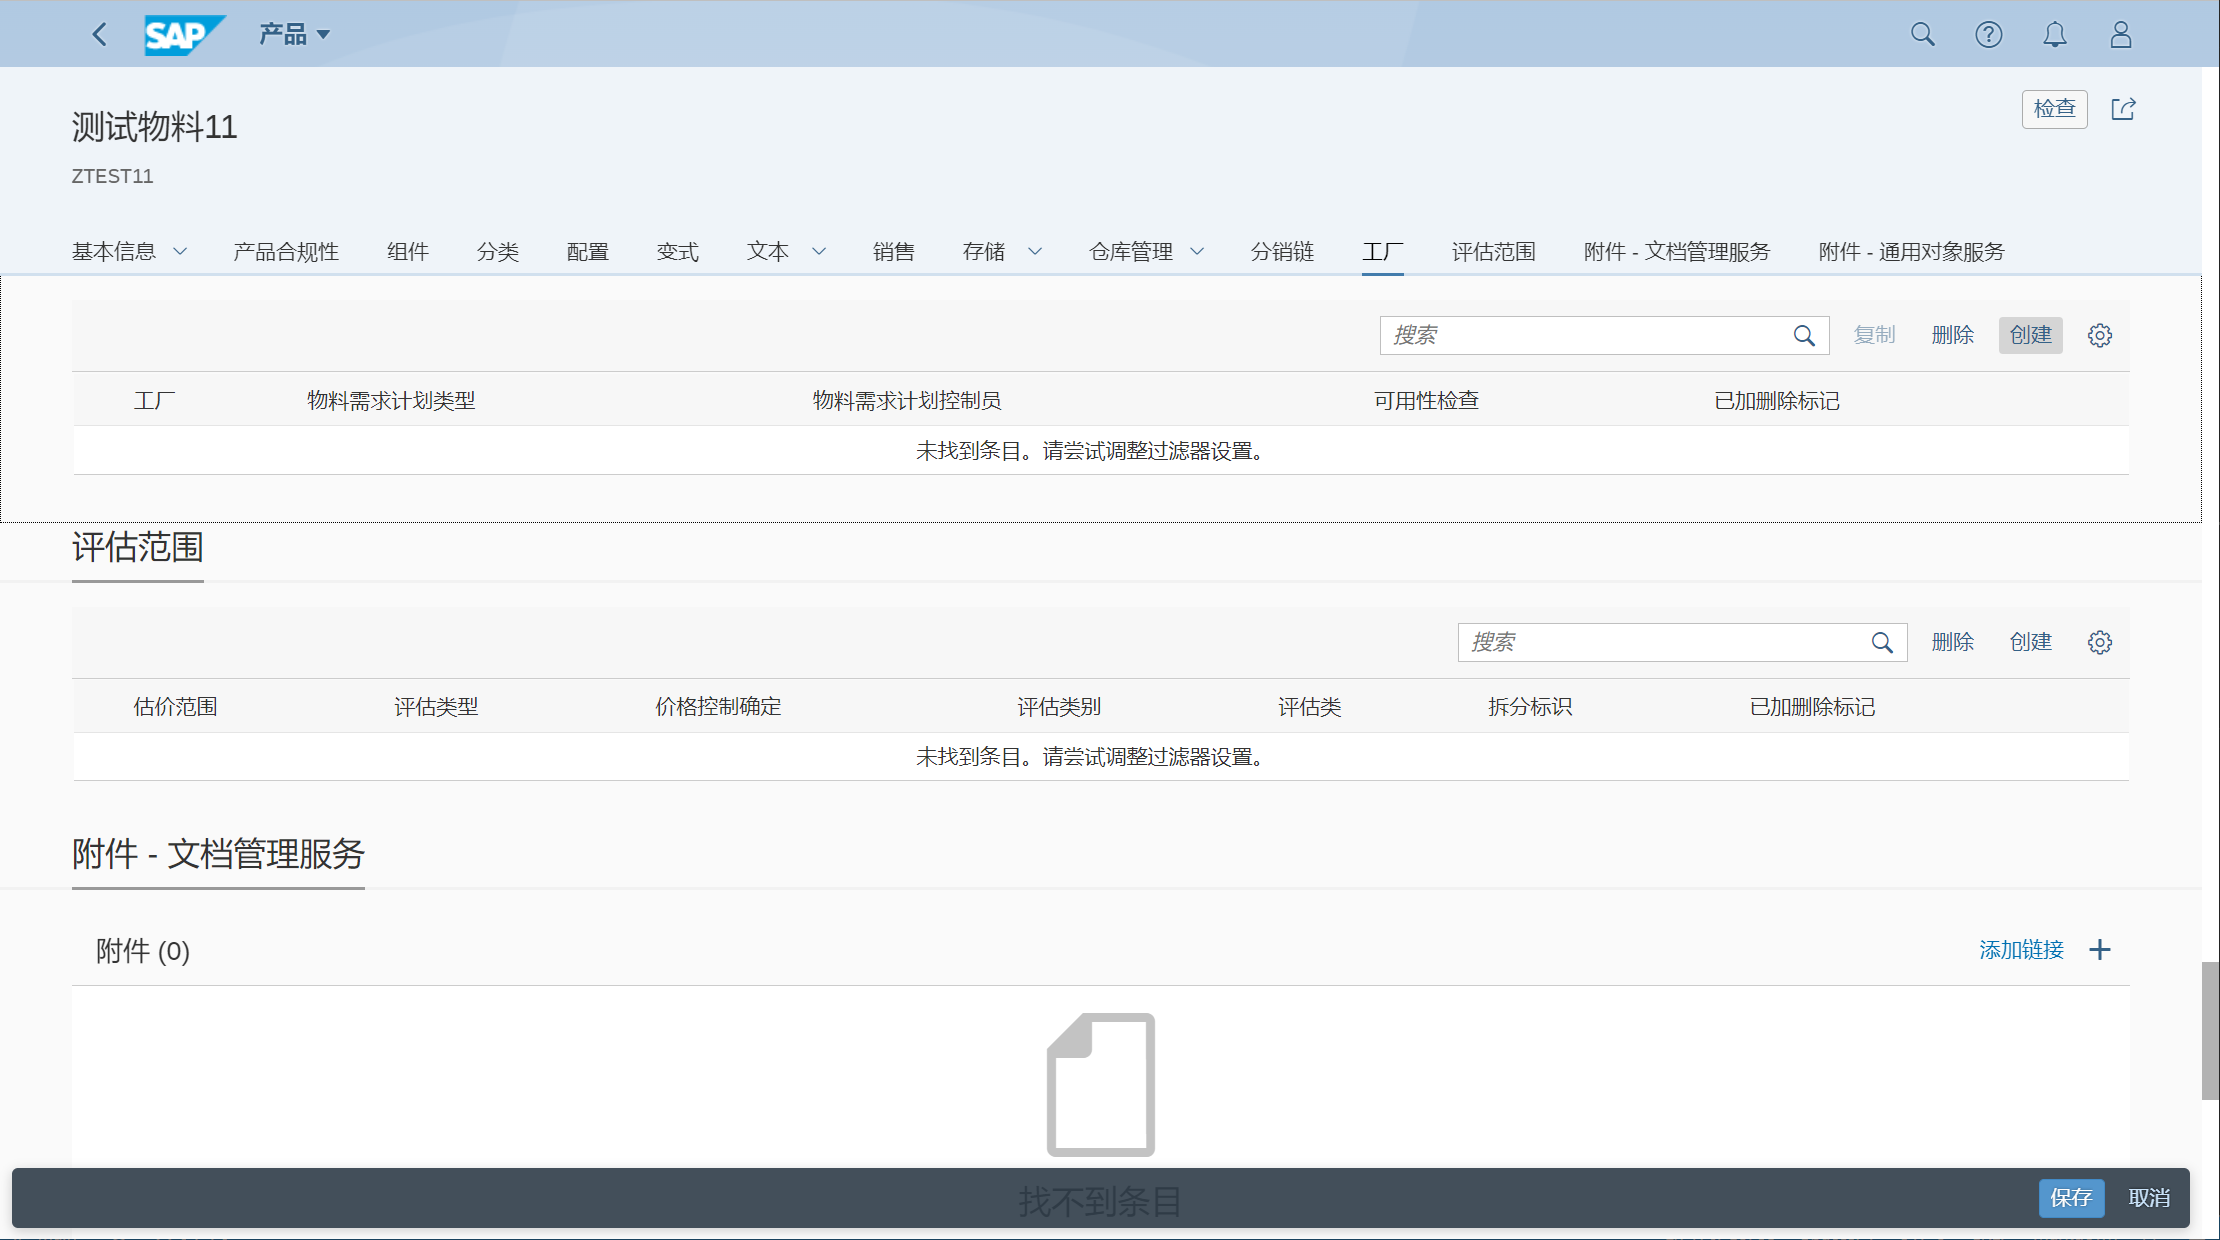 SAP 产品
测试物料11
检查
ZTEST11
基本信息 产品合规性 组件 分类 配置 变式 文本 销售 存储 仓库管理 分销链 工厂 评估范围 附件 - 文档管理服务 附件 - 通用对象服务
搜索 复制 删除 创建
工厂 物料需求计划类型 物料需求计划控制员 可用性检查 已加删除标记
未找到条目。请尝试调整过滤器设置。
评估范围
搜索 删除 创建
估价范围 评估类型 价格控制确定 评估类别 评估类 拆分标识 已加删除标记
未找到条目。请尝试调整过滤器设置。
附件 - 文档管理服务
附件 (0) 添加链接
找不到条目
保存 取消